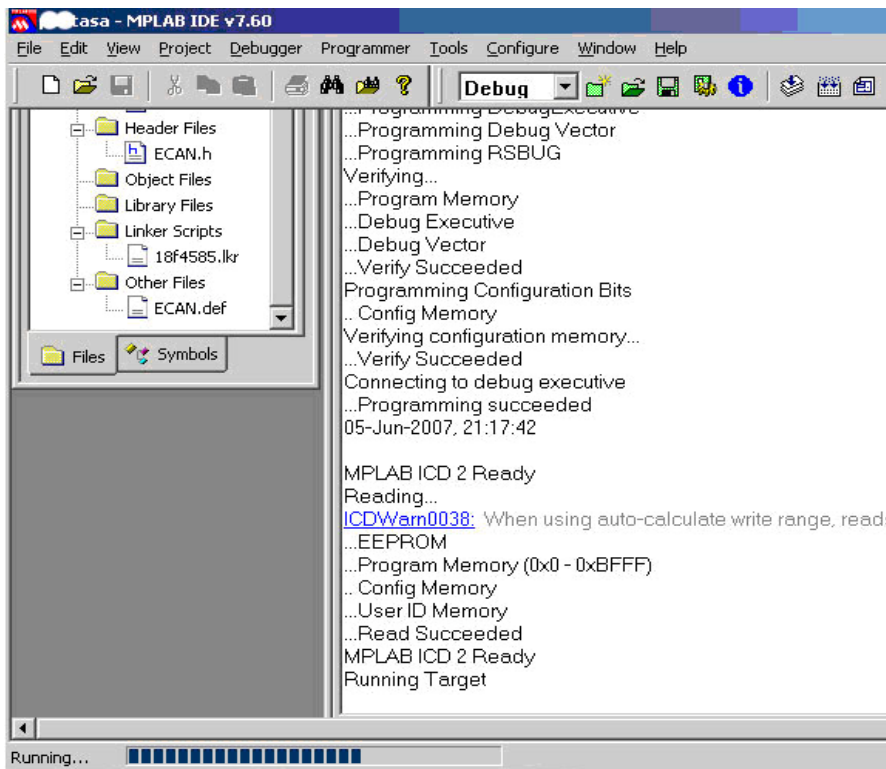 tasa - MPLAB IDE v7.60
File Edit View Project Debugger Programmer Tools Configure Window Help
Debug
Header Files
ECAN.h
Object Files
Library Files
Linker Scripts
18f4585.lkr
Other Files
ECAN.def
Files Symbols
...Programming DebugExecutive
...Programming Debug Vector
...Programming RSBUG
Verifying...
...Program Memory
...Debug Executive
...Debug Vector
...Verify Succeeded
Programming Configuration Bits
.. Config Memory
Verifying configuration memory...
...Verify Succeeded
Connecting to debug executive
...Programming succeeded
05-Jun-2007, 21:17:42
MPLAB ICD 2 Ready
Reading...
ICDWarn0038: When using auto-calculate write range, read
...EEPROM
...Program Memory (0x0 - 0xBFFF)
.. Config Memory
...User ID Memory
...Read Succeeded
MPLAB ICD 2 Ready
Running Target
Running...